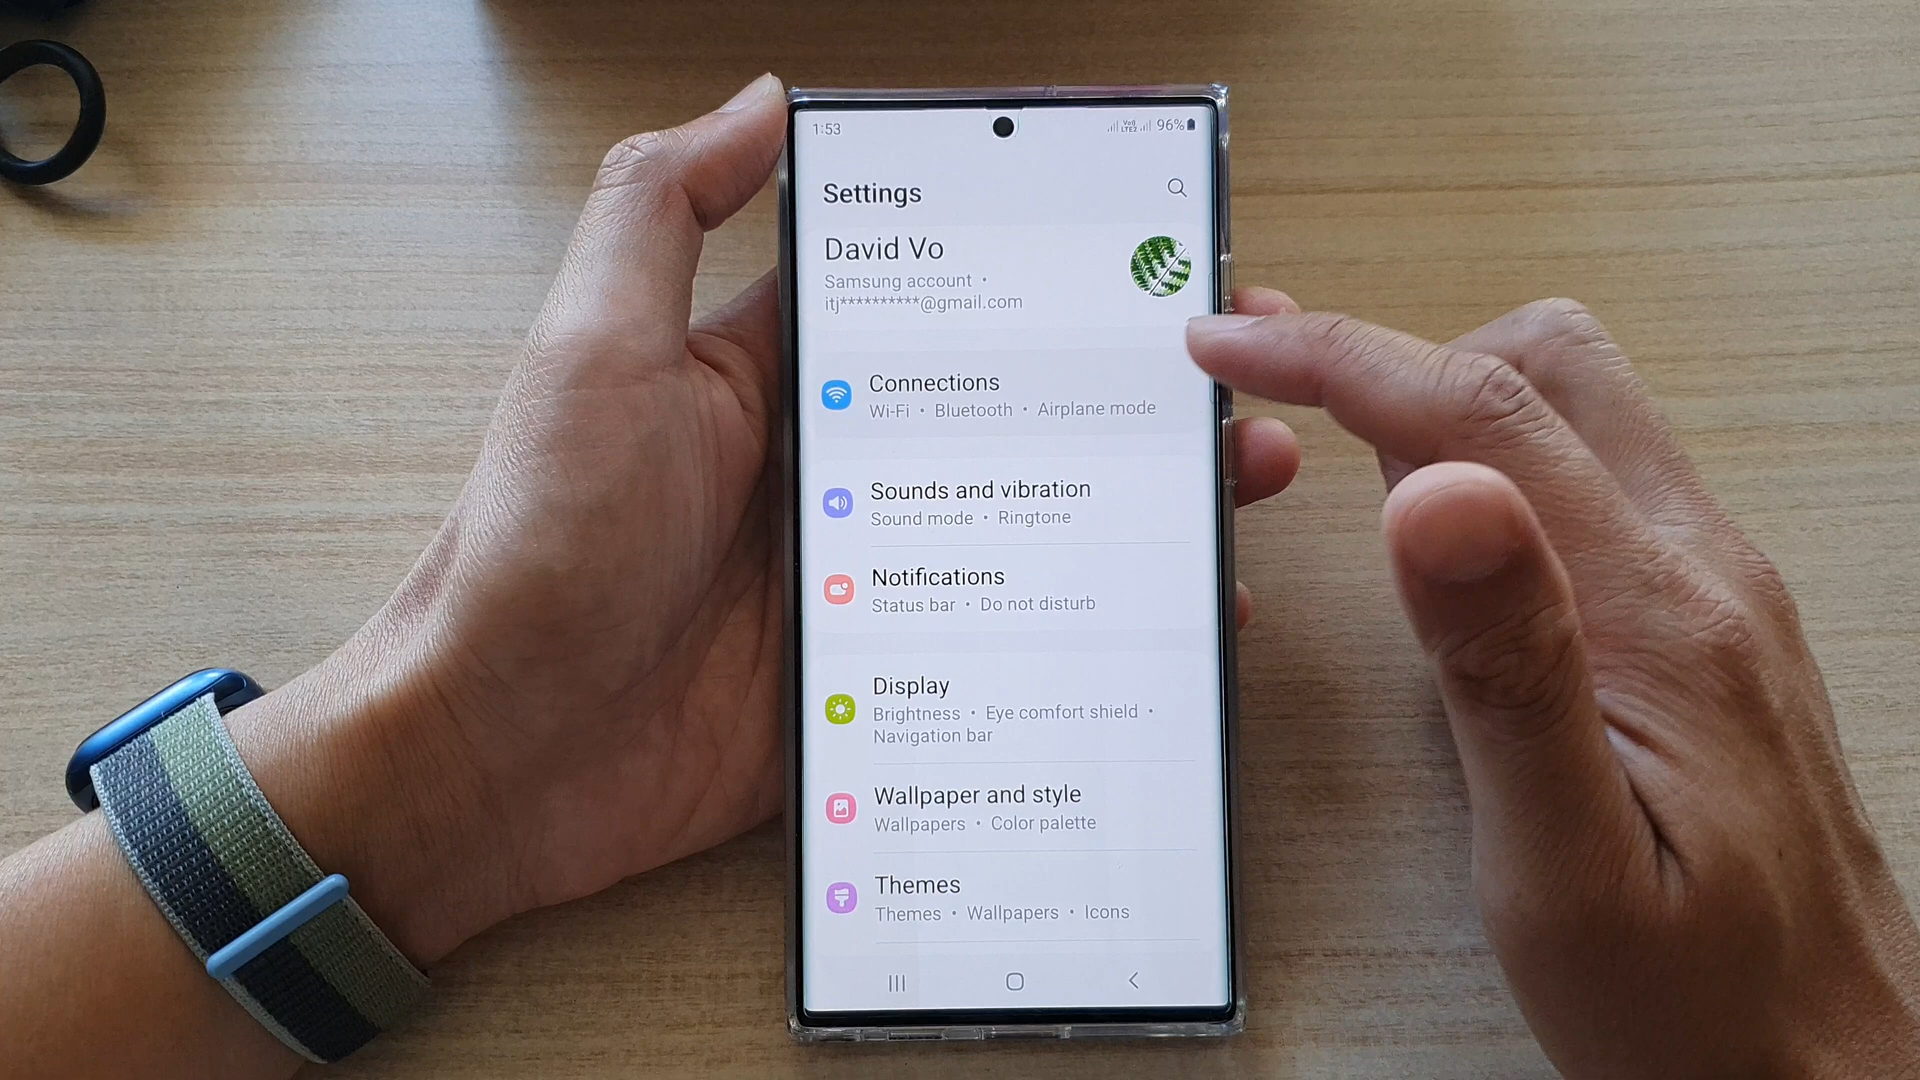 1:53
Vo)) LTE2 96%
Settings
David Vo
Samsung account •
itj**********@gmail.com
Connections
Wi-Fi • Bluetooth • Airplane mode
Sounds and vibration
Sound mode • Ringtone
Notifications
Status bar • Do not disturb
Display
Brightness • Eye comfort shield •
Navigation bar
Wallpaper and style
Wallpapers • Color palette
Themes
Themes • Wallpapers • Icons